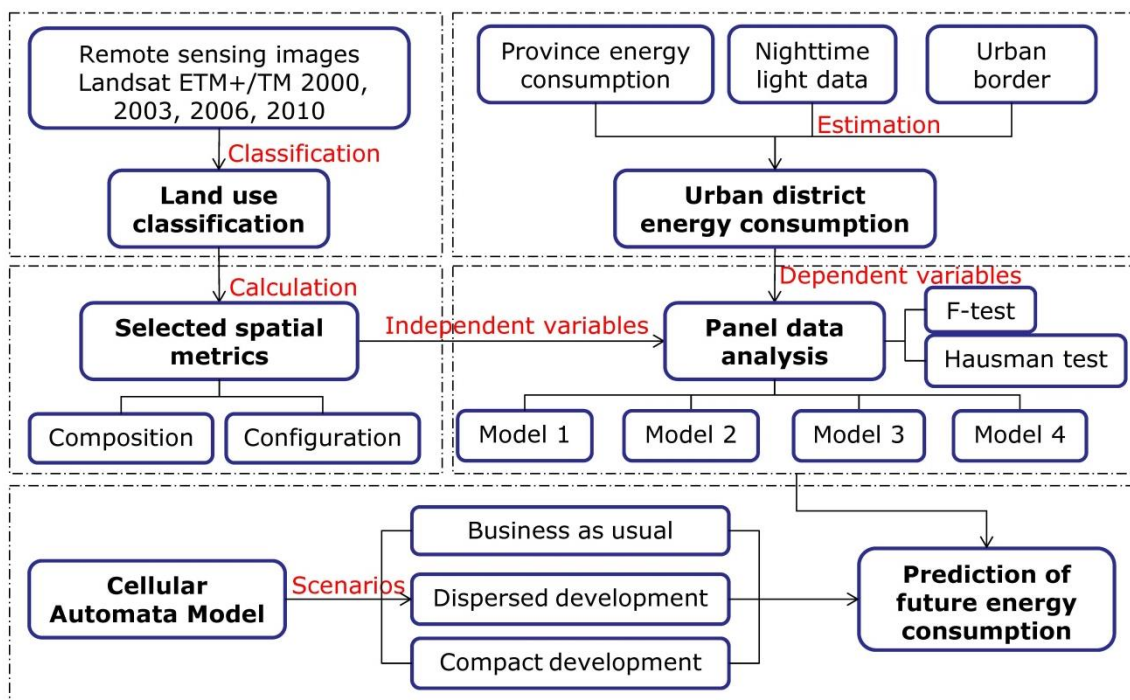 Remote sensing images
Landsat ETM+/TM 2000,
2003, 2006, 2010
Classification
Land use
classification
Province energy
consumption
Nighttime
light data
Urban
border
Estimation
Urban district
energy consumption
Calculation
Selected spatial
metrics
Composition
Configuration
Independent variables
Dependent variables
Panel data
analysis
F-test
Hausman test
Model 1
Model 2
Model 3
Model 4
Cellular
Automata Model
Scenarios
Business as usual
Dispersed development
Compact development
Prediction of
future energy
consumption